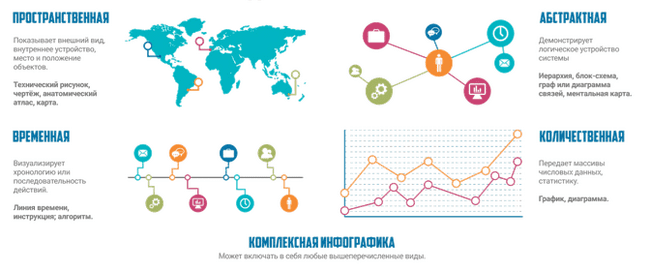 ПРОСТРАНСТВЕННАЯ
Показывает внешний вид,
внутреннее устройство,
место и положение
объектов.
Технический рисунок,
чертёж, анатомический
атлас, карта.
АБСТРАКТНАЯ
Демонстрирует
логическое устройство
системы
Иерархия, блок-схема,
граф или диаграмма
связей, ментальная карта.
ВРЕМЕННАЯ
Визуализирует
хронологию или
последовательность
действий.
Линия времени,
инструкция; алгоритмы.
КОЛИЧЕСТВЕННАЯ
Передает массивы
числовых данных,
статистику.
График, диаграмма.
КОМПЛЕКСНАЯ ИНФОГРАФИКА
Может включать в себя любые вышеперечисленные виды.